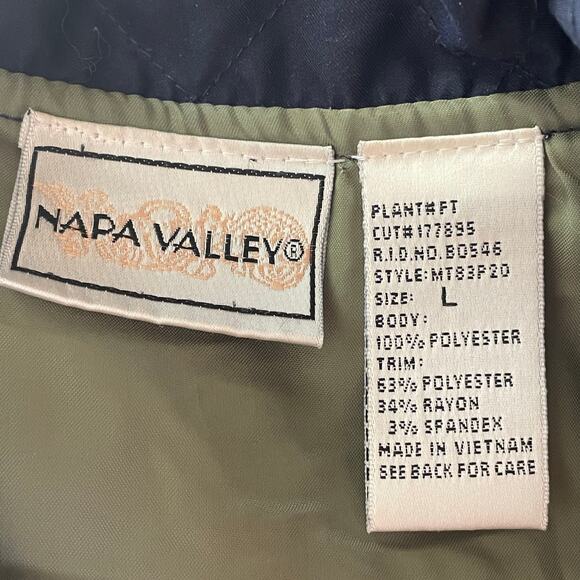 NAPA VALLEY®
PLANT#FT
CUT#177895
R.I.D.NO.B0546
STYLE:MT83P20
SIZE: L
BODY:
100% POLYESTER
TRIM:
63% POLYESTER
34% RAYON
3% SPANDEX
MADE IN VIETNAM
SEE BACK FOR CARE